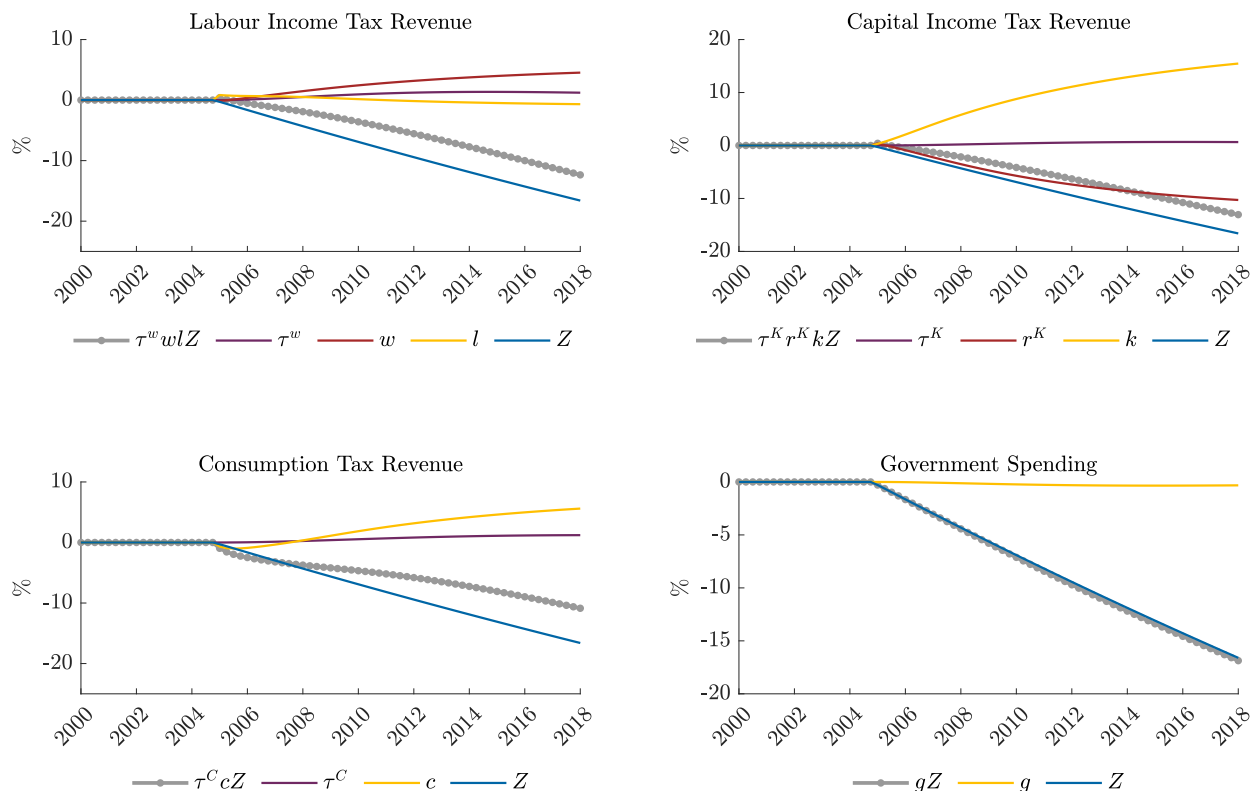 Labour Income Tax Revenue
10
0
-10
-20
%
2000 2002 2004 2006 2008 2010 2012 2014 2016 2018
τ^w wlZ τ^w w l Z
Capital Income Tax Revenue
20
10
0
-10
-20
%
2000 2002 2004 2006 2008 2010 2012 2014 2016 2018
τ^K r^K kZ τ^K r^K k Z
Consumption Tax Revenue
10
0
-10
-20
%
2000 2002 2004 2006 2008 2010 2012 2014 2016 2018
τ^C cZ τ^C c Z
Government Spending
0
-5
-10
-15
-20
%
2000 2002 2004 2006 2008 2010 2012 2014 2016 2018
gZ g Z